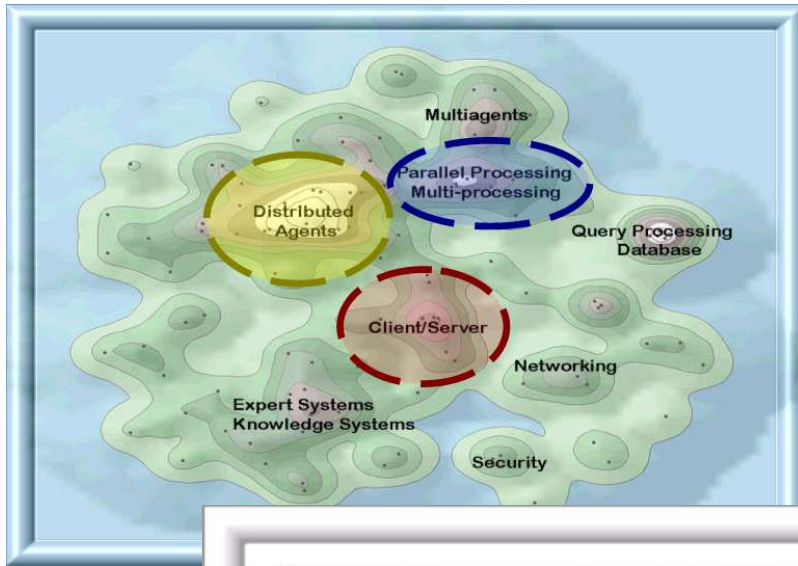 Multiagents
Parallel Processing
Multi-processing
Distributed
Agents
Query Processing
Database
Client/Server
Networking
Expert Systems
Knowledge Systems
Security